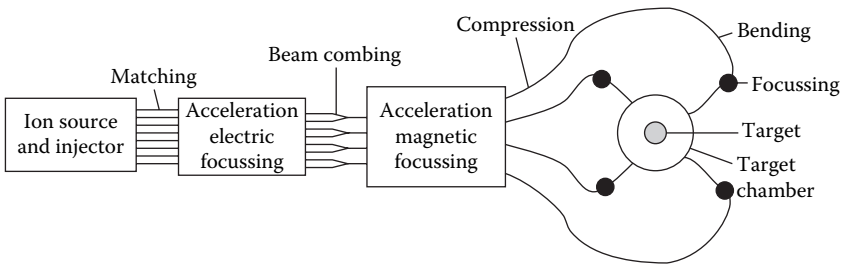 Compression
Bending
Beam combing
Matching
Focussing
Ion source
and injector
Acceleration
electric
focussing
Acceleration
magnetic
focussing
Target
Target
chamber